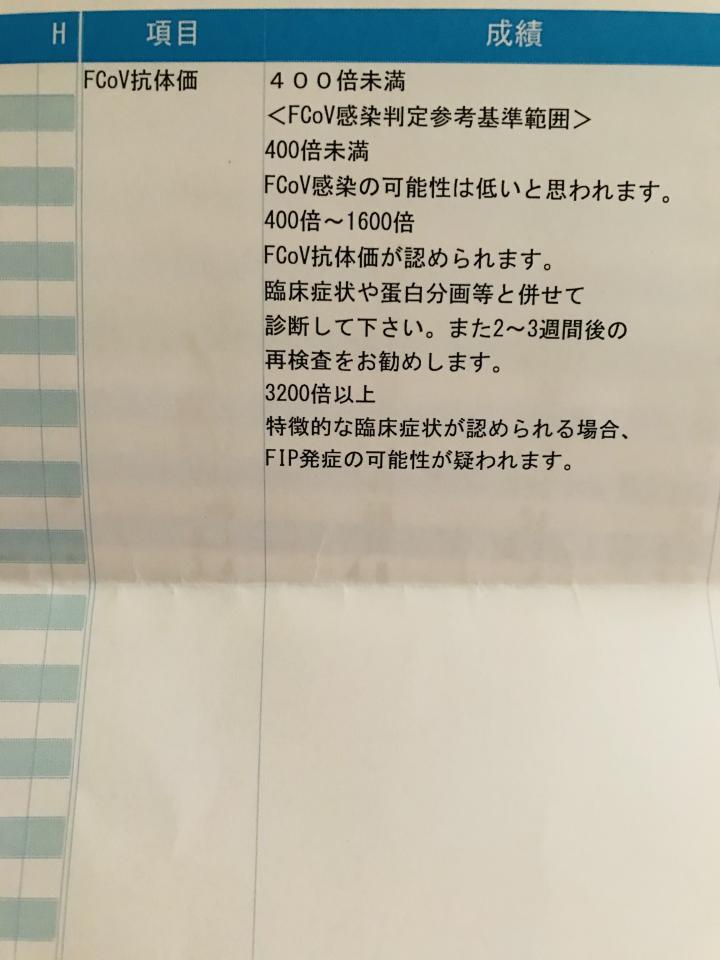 H 項目 成績
FCoV抗体価 ４００倍未満
＜FCoV感染判定参考基準範囲＞
400倍未満
FCoV感染の可能性は低いと思われます。
400倍～1600倍
FCoV抗体価が認められます。
臨床症状や蛋白分画等と併せて
診断して下さい。また2～3週間後の
再検査をお勧めします。
3200倍以上
特徴的な臨床症状が認められる場合、
FIP発症の可能性が疑われます。